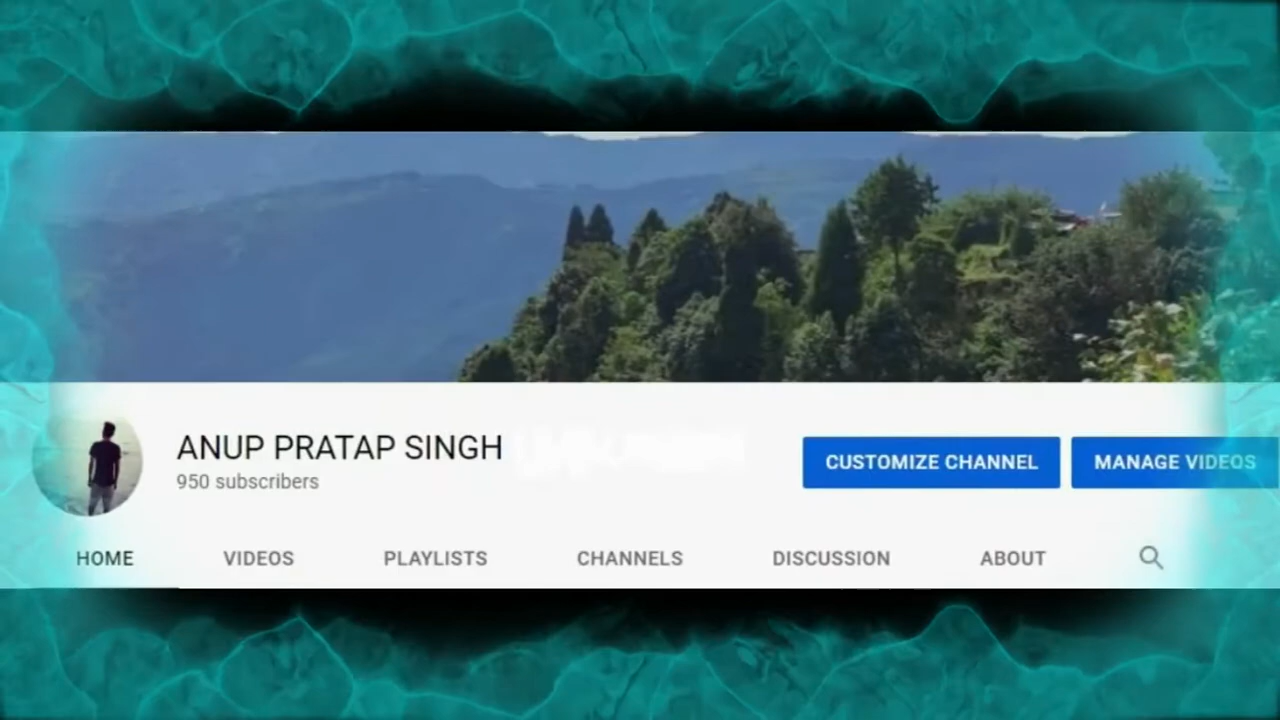 ANUP PRATAP SINGH
950 subscribers
CUSTOMIZE CHANNEL
MANAGE VIDEOS
HOME VIDEOS PLAYLISTS CHANNELS DISCUSSION ABOUT